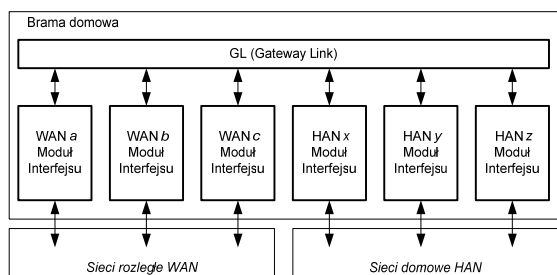 Brama domowa
GL (Gateway Link)
WAN a
Moduł
Interfejsu
WAN b
Moduł
Interfejsu
WAN c
Moduł
Interfejsu
HAN x
Moduł
Interfejsu
HAN y
Moduł
Interfejsu
HAN z
Moduł
Interfejsu
Sieci rozległe WAN
Sieci domowe HAN